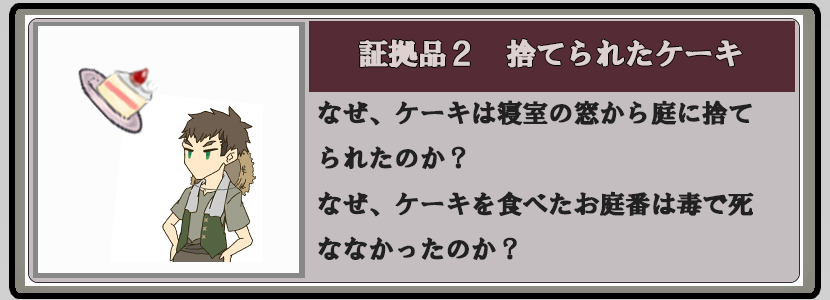 証拠品２　捨てられたケーキ
なぜ、ケーキは寝室の窓から庭に捨て
られたのか？
なぜ、ケーキを食べたお庭番は毒で死
ななかったのか？